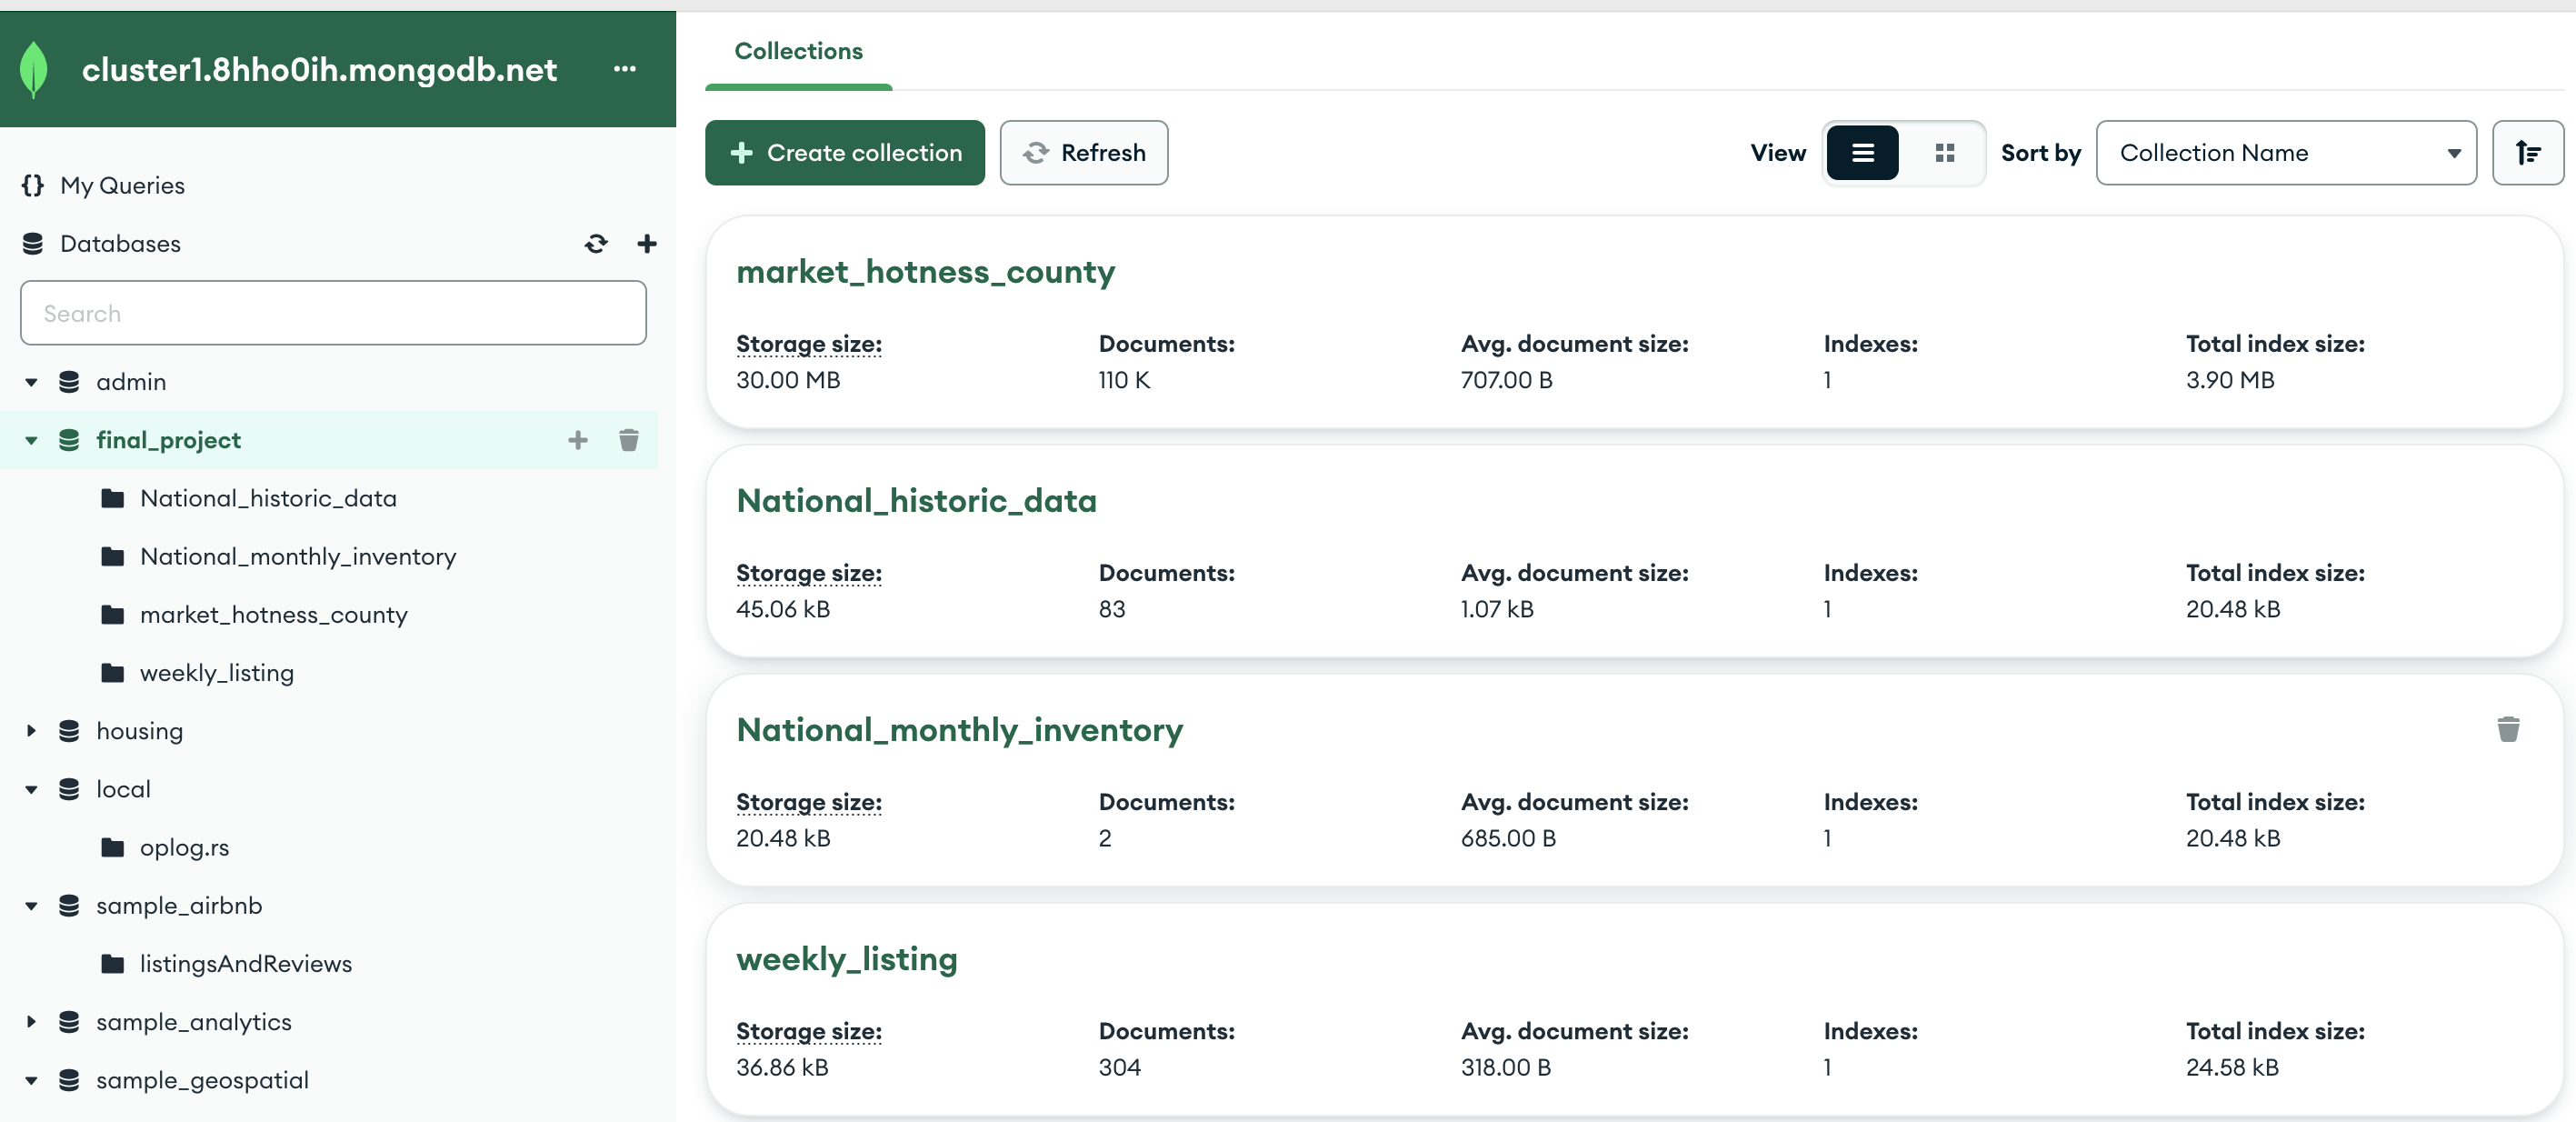 cluster1.8hho0ih.mongodb.net
{} My Queries
Databases
Search
admin
final_project
National_historic_data
National_monthly_inventory
market_hotness_county
weekly_listing
housing
local
oplog.rs
sample_airbnb
listingsAndReviews
sample_analytics
sample_geospatial
Collections
Create collection Refresh View Sort by Collection Name
market_hotness_county
Storage size: Documents: Avg. document size: Indexes: Total index size:
30.00 MB 110 K 707.00 B 1 3.90 MB
National_historic_data
Storage size: Documents: Avg. document size: Indexes: Total index size:
45.06 kB 83 1.07 kB 1 20.48 kB
National_monthly_inventory
Storage size: Documents: Avg. document size: Indexes: Total index size:
20.48 kB 2 685.00 B 1 20.48 kB
weekly_listing
Storage size: Documents: Avg. document size: Indexes: Total index size:
36.86 kB 304 318.00 B 1 24.58 kB